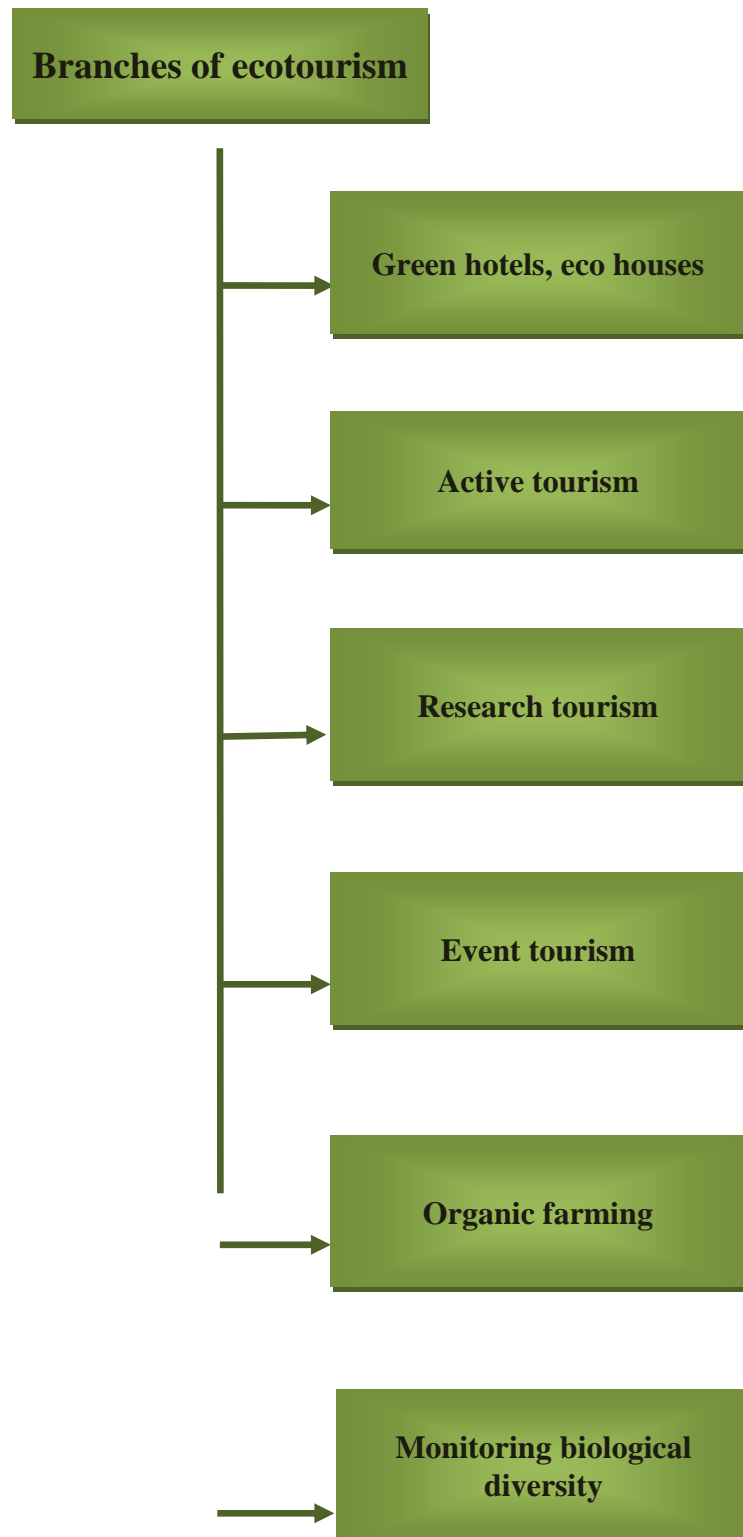 Branches of ecotourism
Green hotels, eco houses
Active tourism
Research tourism
Event tourism
Organic farming
Monitoring biological
diversity